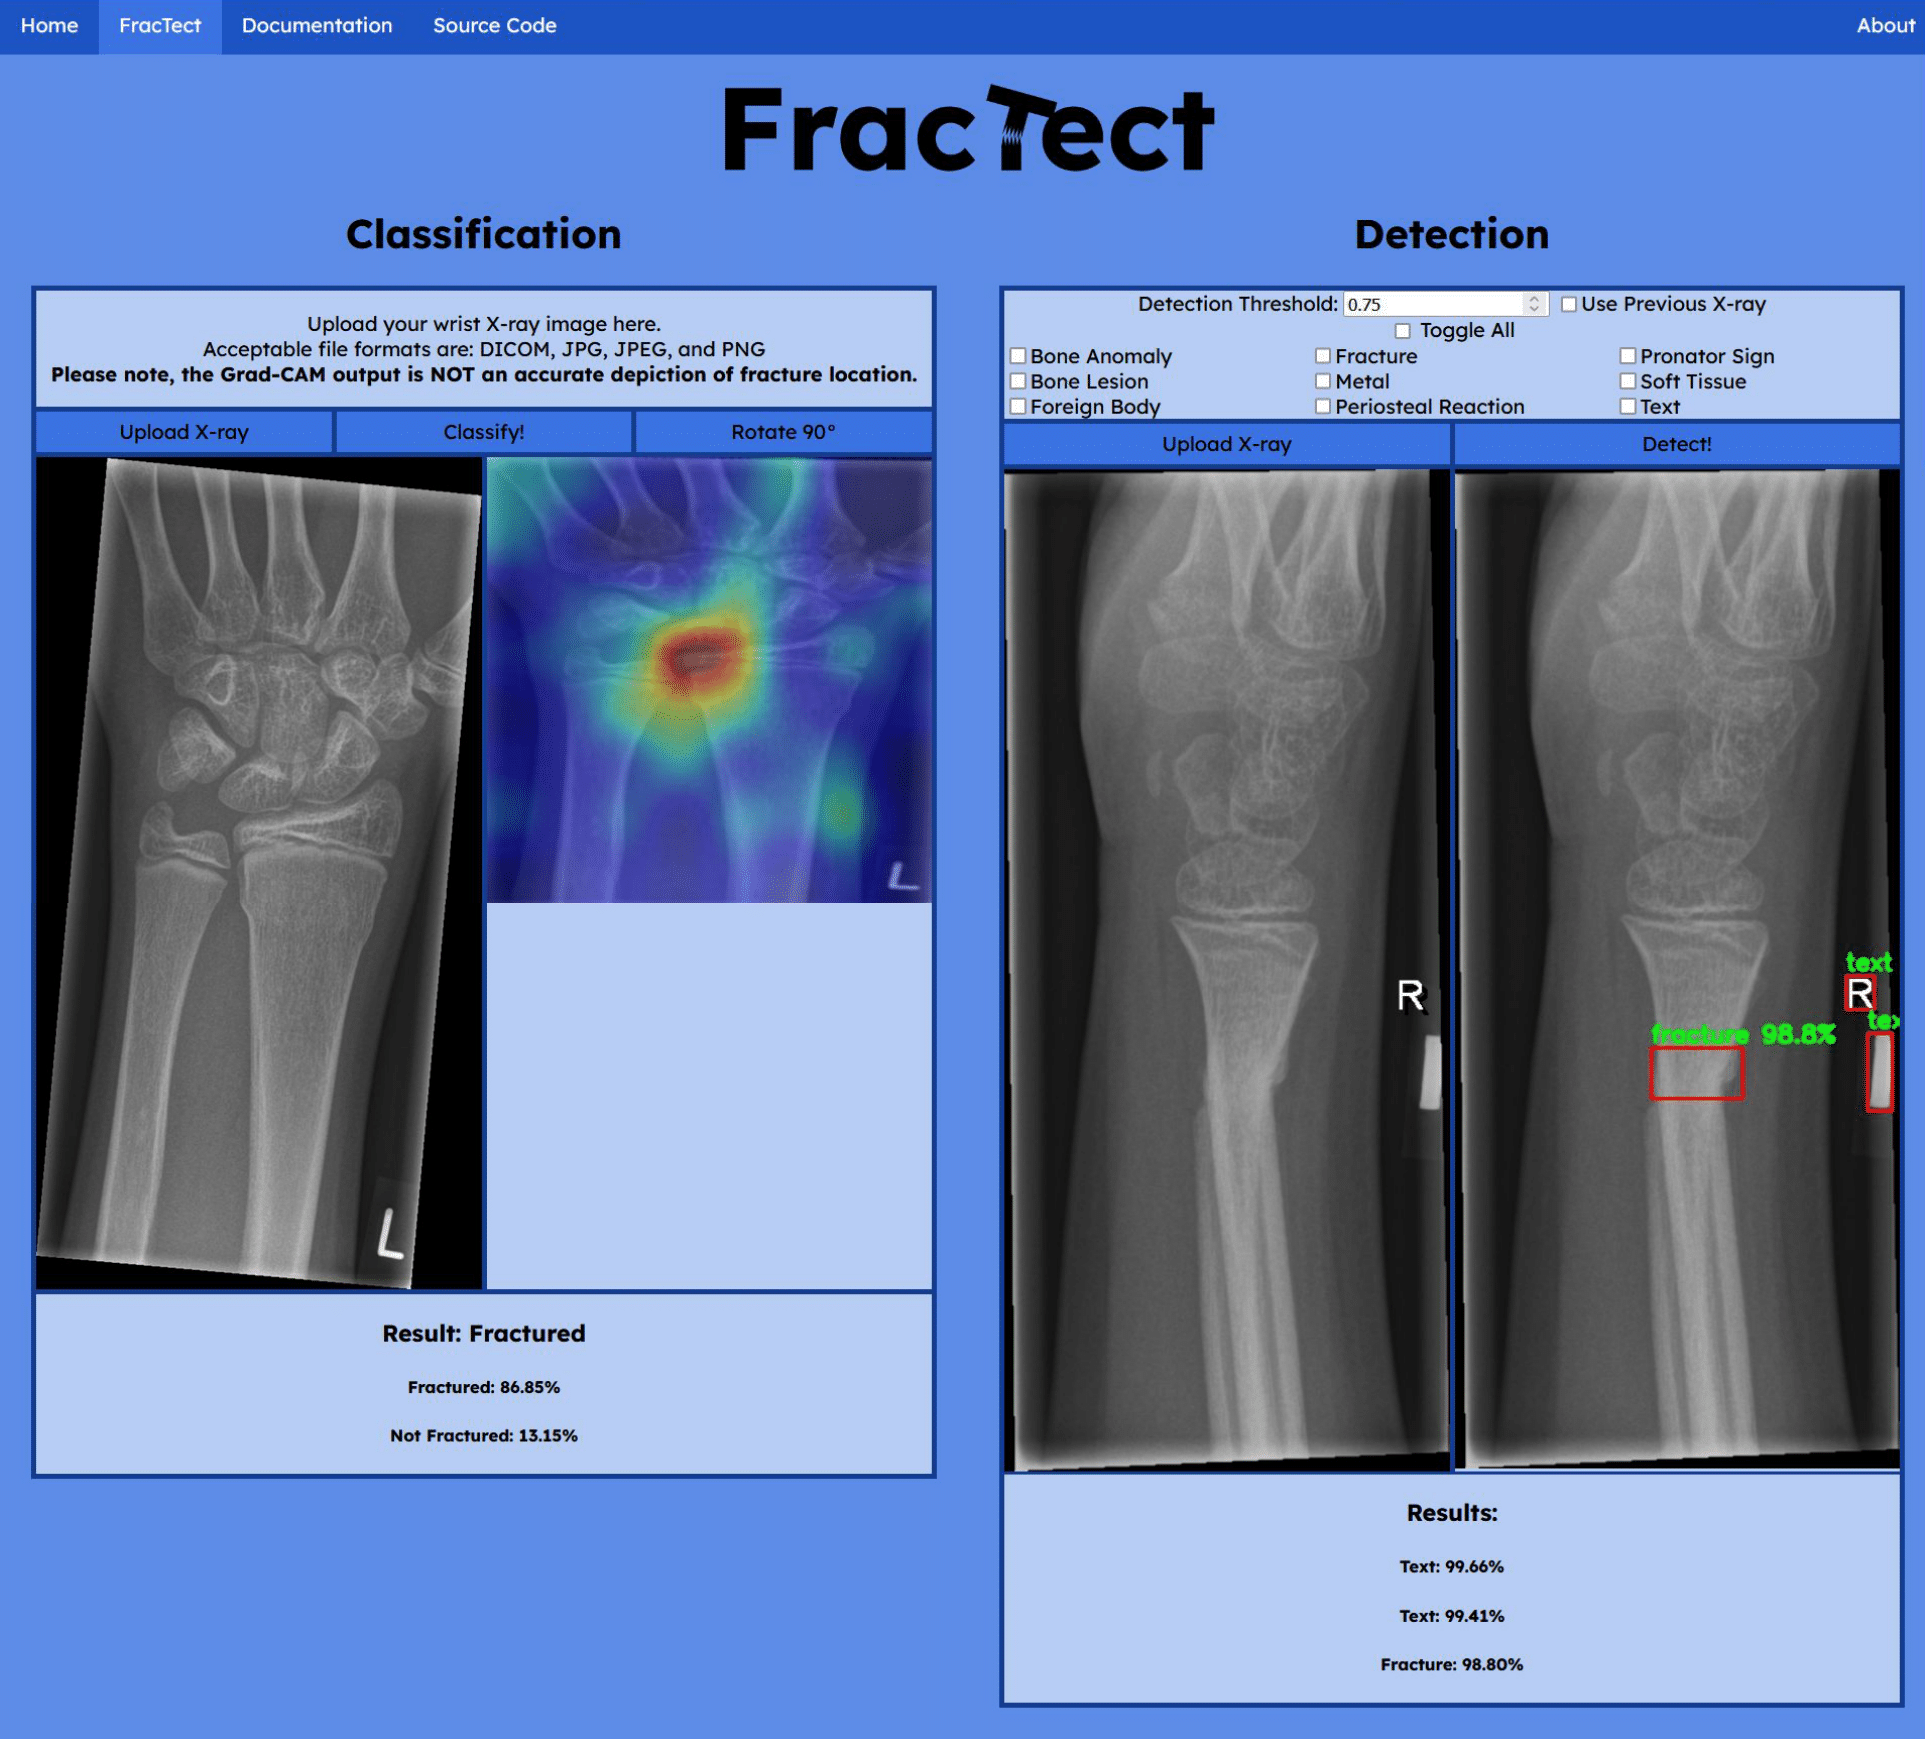 Home FracTect Documentation Source Code About
FracTect
Classification
Upload your wrist X-ray image here.
Acceptable file formats are: DICOM, JPG, JPEG, and PNG
Please note, the Grad-CAM output is NOT an accurate depiction of fracture location.
Upload X-ray Classify! Rotate 90°
L
L
Result: Fractured
Fractured: 86.85%
Not Fractured: 13.15%
Detection
Detection Threshold: 0.75 Use Previous X-ray
Toggle All
Bone Anomaly Fracture Pronator Sign
Bone Lesion Metal Soft Tissue
Foreign Body Periosteal Reaction Text
Upload X-ray Detect!
R
text
R
tex
fracture 98.8%
Results:
Text: 99.66%
Text: 99.41%
Fracture: 98.80%